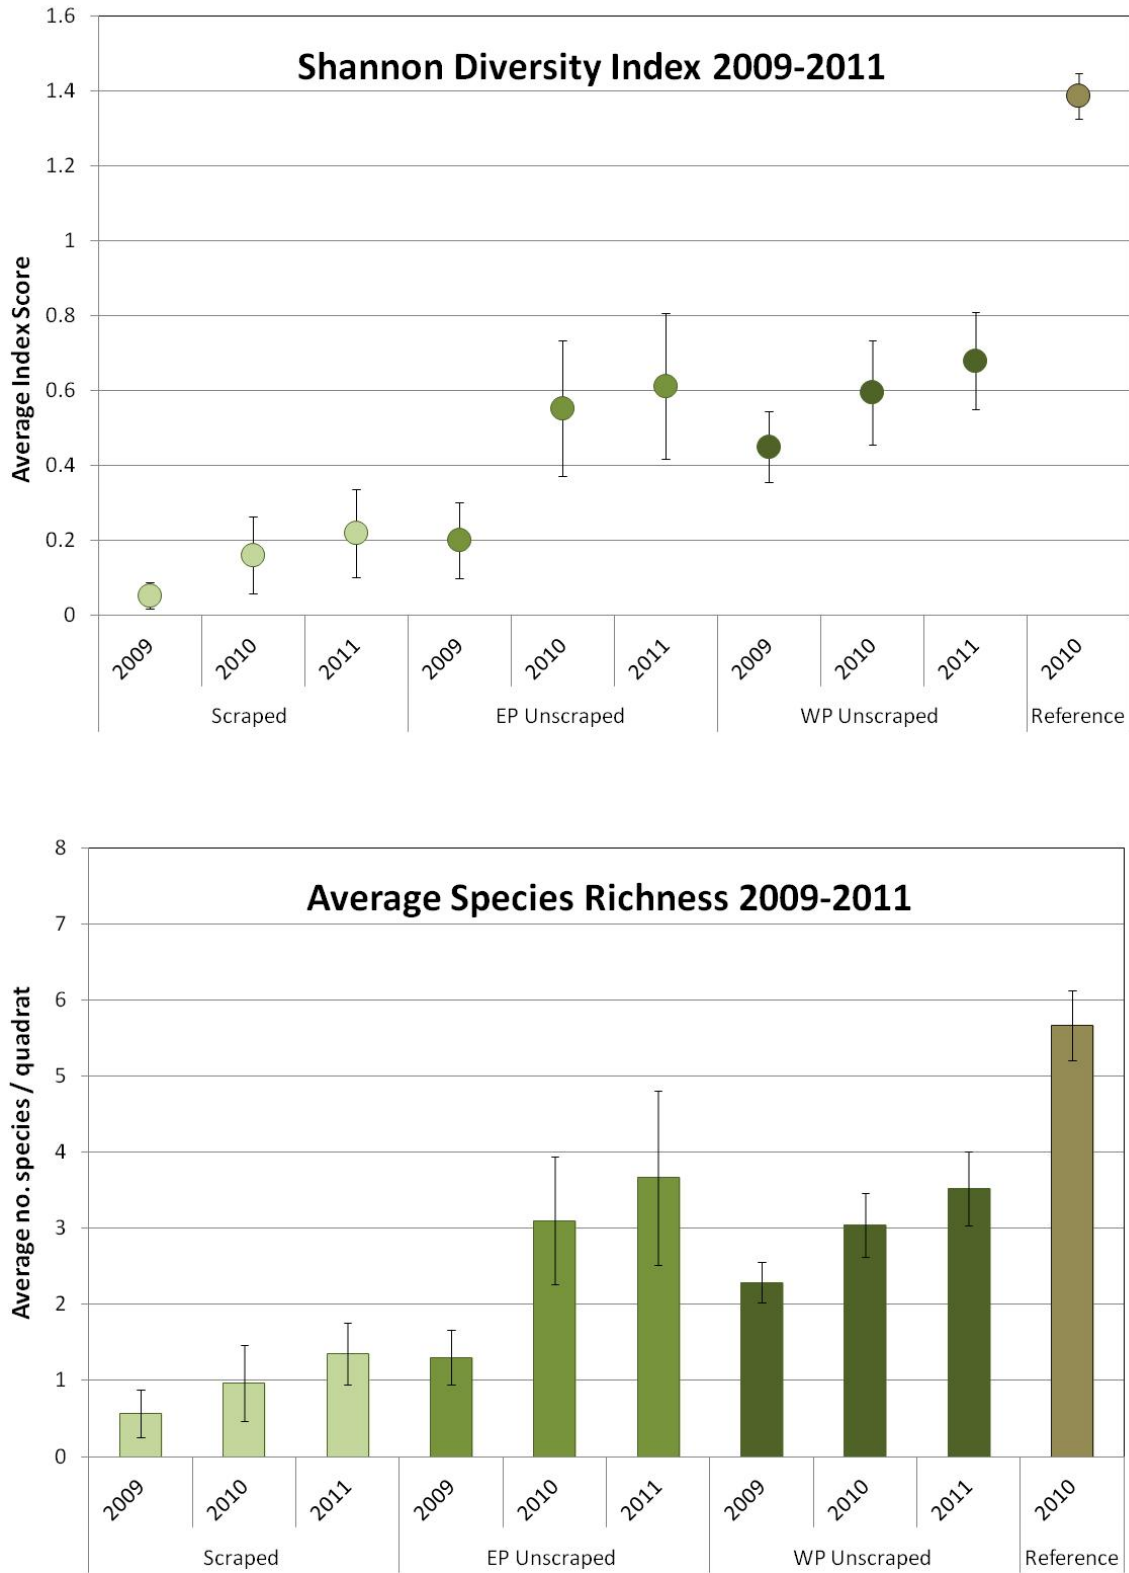 Shannon Diversity Index 2009-2011
Average Index Score
1.6
1.4
1.2
1
0.8
0.6
0.4
0.2
0
2009 2010 2011 2009 2010 2011 2009 2010 2011 2010
Scraped EP Unscraped WP Unscraped Reference
Average Species Richness 2009-2011
Average no. species / quadrat
8
7
6
5
4
3
2
1
0
2009 2010 2011 2009 2010 2011 2009 2010 2011 2010
Scraped EP Unscraped WP Unscraped Reference